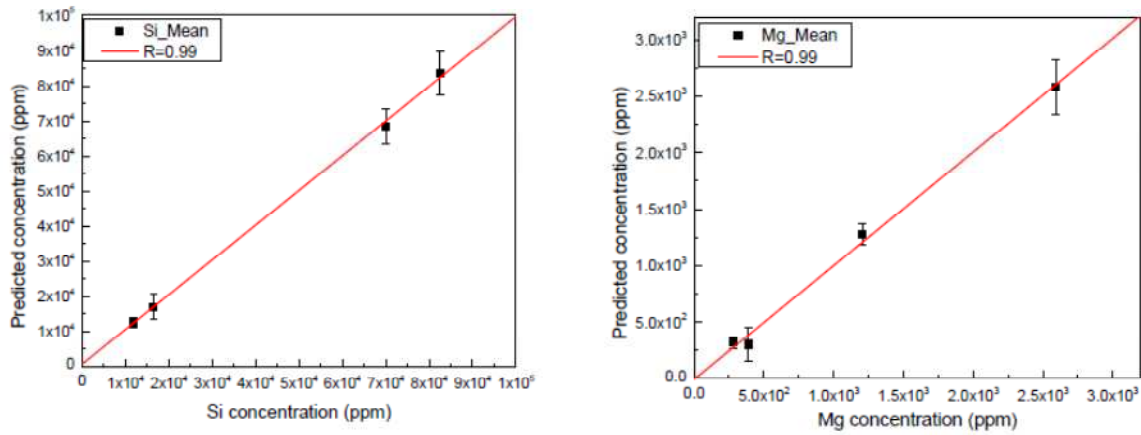 Si_Mean
R=0.99
1x10⁵
9x10⁴
8x10⁴
7x10⁴
6x10⁴
5x10⁴
4x10⁴
3x10⁴
2x10⁴
1x10⁴
0
Predicted concentration (ppm)
0 1x10⁴ 2x10⁴ 3x10⁴ 4x10⁴ 5x10⁴ 6x10⁴ 7x10⁴ 8x10⁴ 9x10⁴ 1x10⁵
Si concentration (ppm)
Mg_Mean
R=0.99
3.0x10³
2.5x10³
2.0x10³
1.5x10³
1.0x10³
5.0x10²
0.0
Predicted concentration (ppm)
0.0 5.0x10² 1.0x10³ 1.5x10³ 2.0x10³ 2.5x10³ 3.0x10³
Mg concentration (ppm)